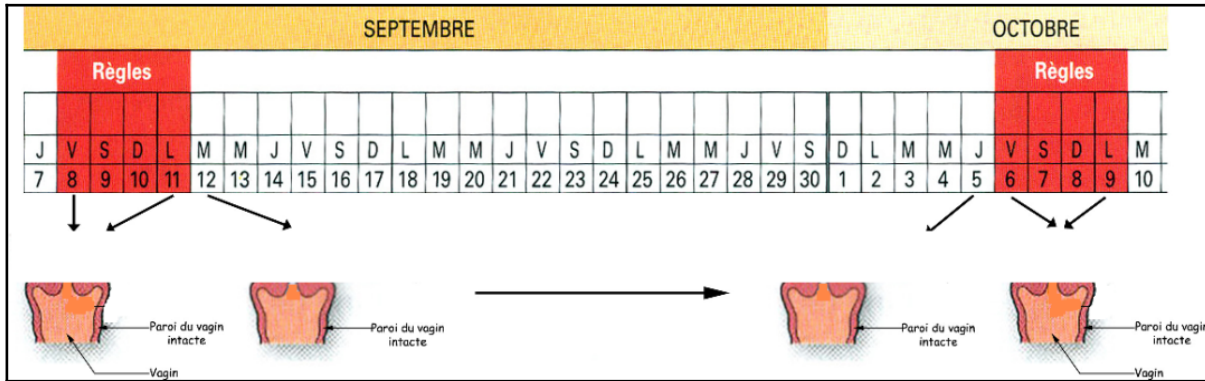 SEPTEMBRE OCTOBRE
Règles Règles
J V S D L M M J V S D L M M J V S D L M M J V S D L M M J V S D L M
7 8 9 10 11 12 13 14 15 16 17 18 19 20 21 22 23 24 25 26 27 28 29 30 1 2 3 4 5 6 7 8 9 10
Paroi du vagin
intacte
Vagin
Paroi du vagin
intacte
Paroi du vagin
intacte
Paroi du vagin
intacte
Vagin